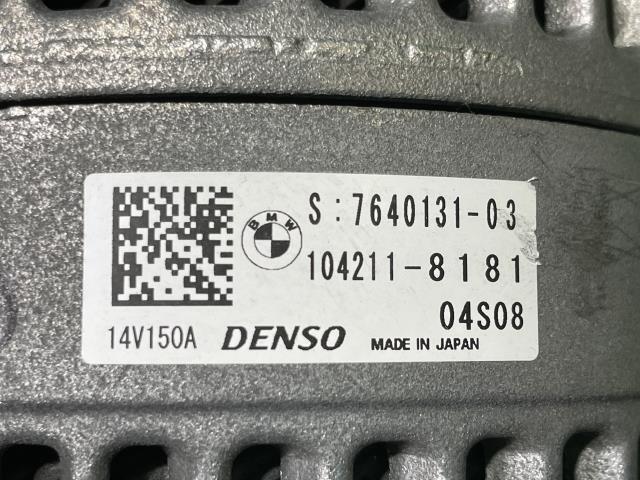 BMW
S:7640131-03
104211-8181
04S08
14V150A DENSO MADE IN JAPAN